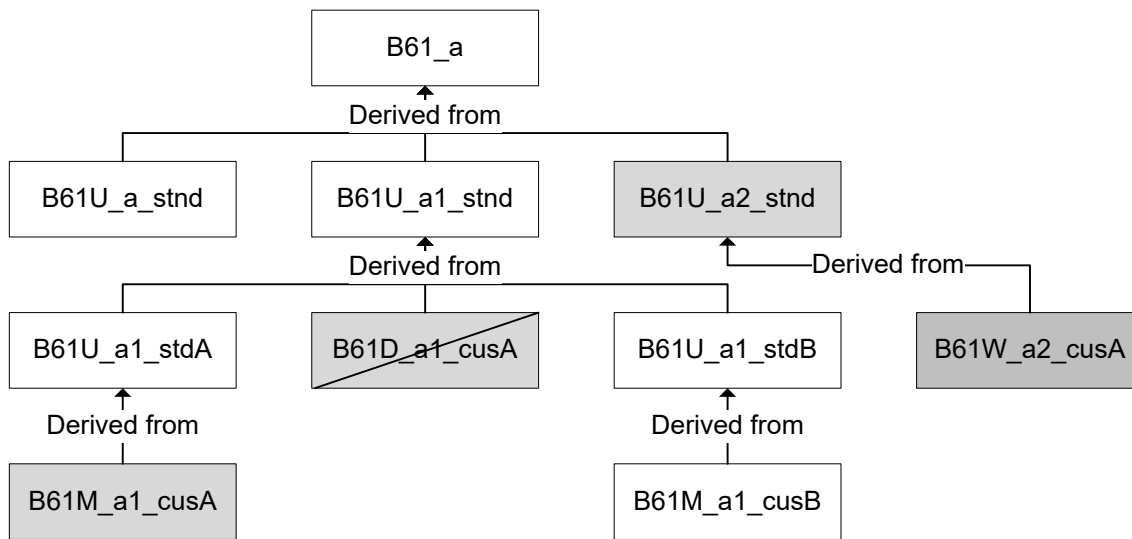 B61_a
Derived from
B61U_a_stnd
B61U_a1_stnd
B61U_a2_stnd
Derived from
Derived from
B61U_a1_stdA
B61D_a1_cusA
B61U_a1_stdB
B61W_a2_cusA
Derived from
Derived from
B61M_a1_cusA
B61M_a1_cusB